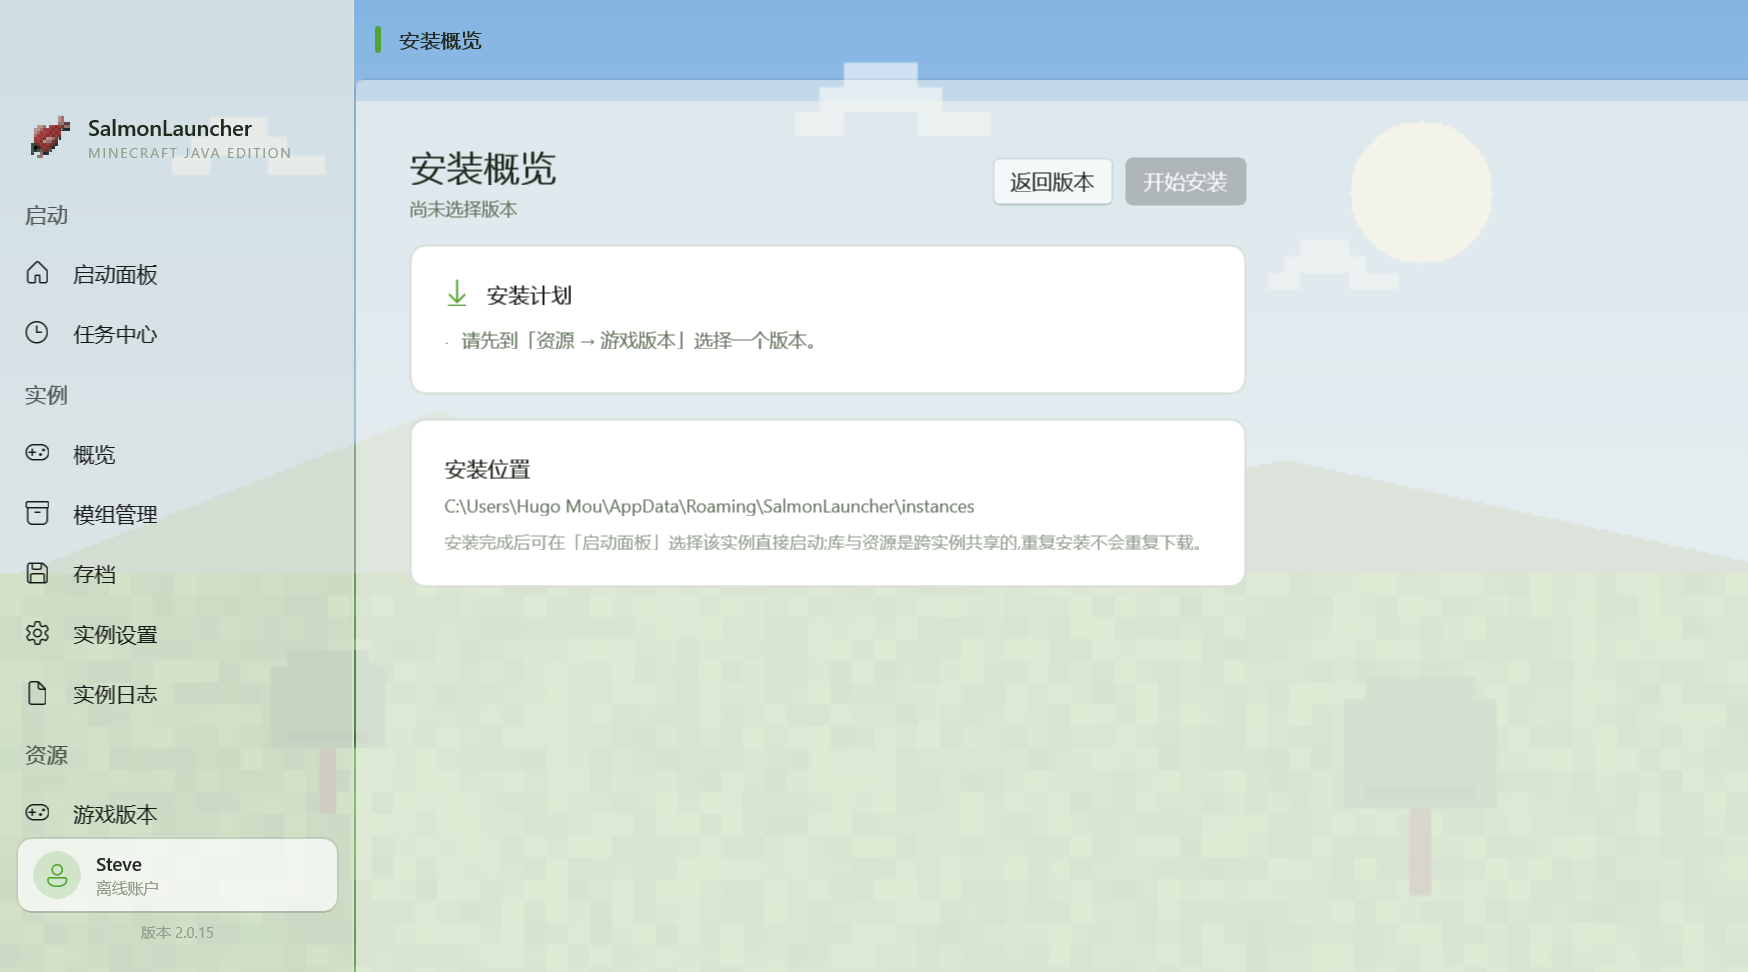 安装概览
SalmonLauncher
MINECRAFT JAVA EDITION
启动
启动面板
任务中心
实例
概览
模组管理
存档
实例设置
实例日志
资源
游戏版本
Steve
离线账户
版本 2.0.15
安装概览
尚未选择版本
返回版本
开始安装
安装计划
· 请先到「资源 → 游戏版本」选择一个版本。
安装位置
C:\Users\Hugo Mou\AppData\Roaming\SalmonLauncher\instances
安装完成后可在「启动面板」选择该实例直接启动;库与资源是跨实例共享的,重复安装不会重复下载。